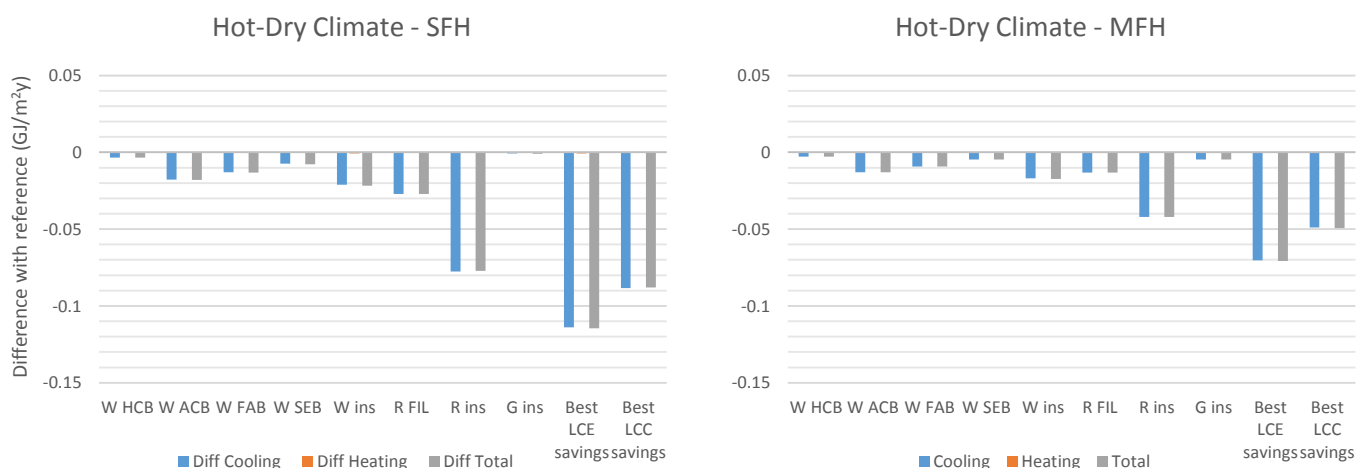 Hot-Dry Climate - SFH
Difference with reference (GJ/m²y)
0.05
0
-0.05
-0.1
-0.15
W HCB W ACB W FAB W SEB W ins R FIL R ins G ins Best Best
LCE LCC
savings savings
Diff Cooling Diff Heating Diff Total
Hot-Dry Climate - MFH
0.05
0
-0.05
-0.1
-0.15
W HCB W ACB W FAB W SEB W ins R FIL R ins G ins Best Best
LCE LCC
savings savings
Cooling Heating Total